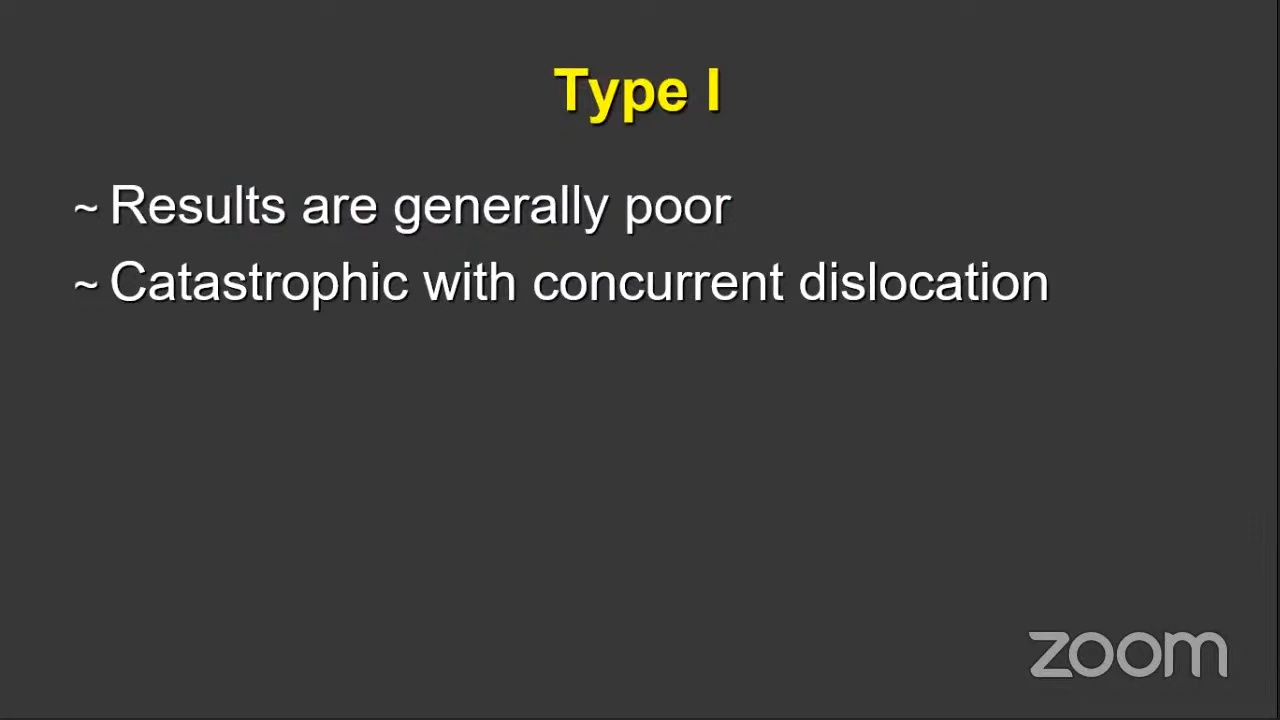 Type I
~ Results are generally poor
~ Catastrophic with concurrent dislocation
zoom